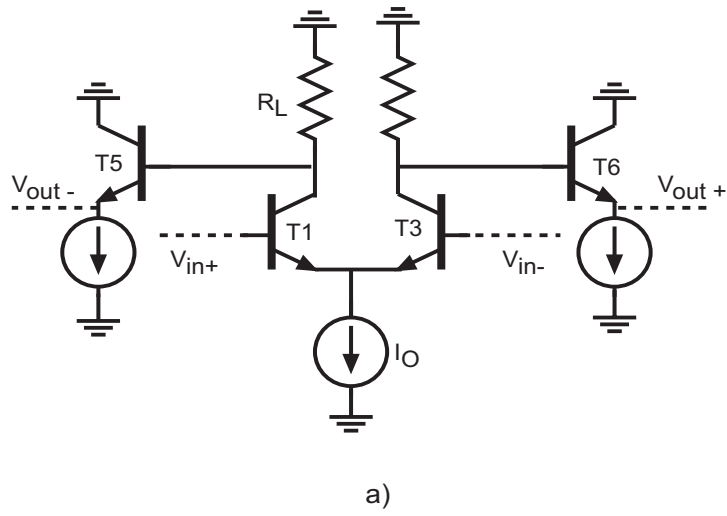 RL
T5
T6
Vout -
Vout +
T1
T3
Vin+
Vin-
IO
a)